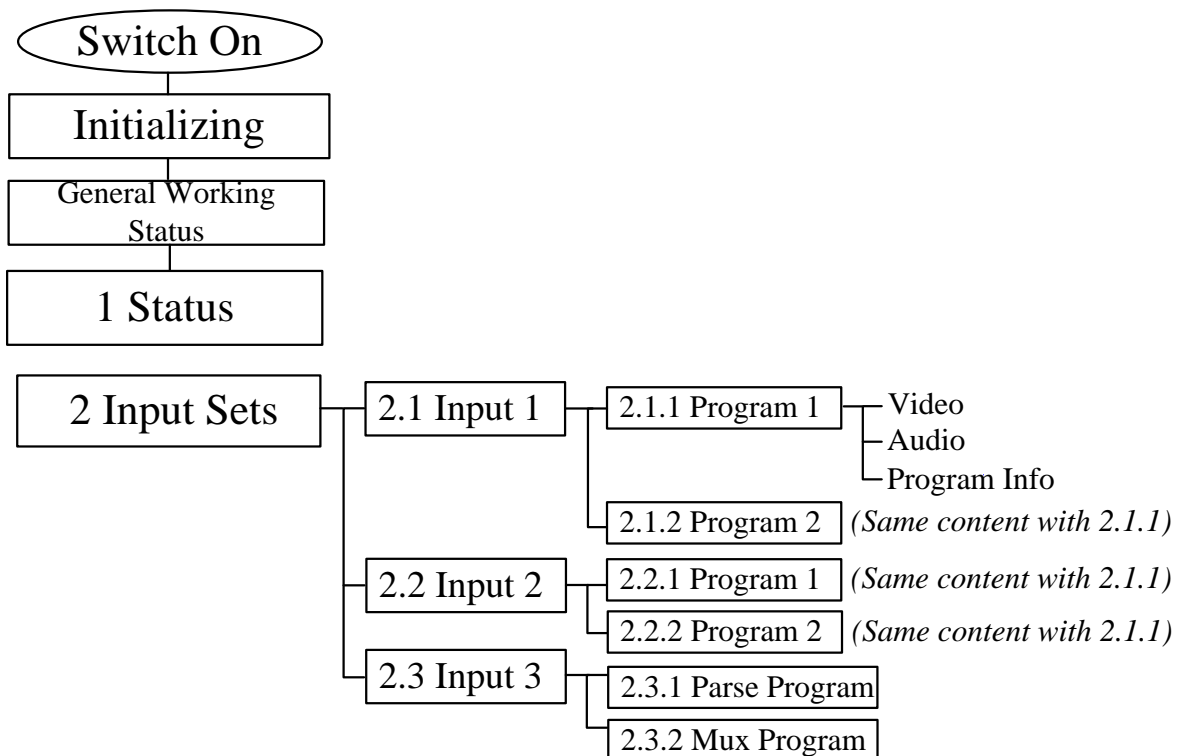 Switch On
Initializing
General Working
Status
1 Status
2 Input Sets
2.1 Input 1
2.1.1 Program 1
Video
Audio
Program Info
2.1.2 Program 2 (Same content with 2.1.1)
2.2 Input 2
2.2.1 Program 1 (Same content with 2.1.1)
2.2.2 Program 2 (Same content with 2.1.1)
2.3 Input 3
2.3.1 Parse Program
2.3.2 Mux Program